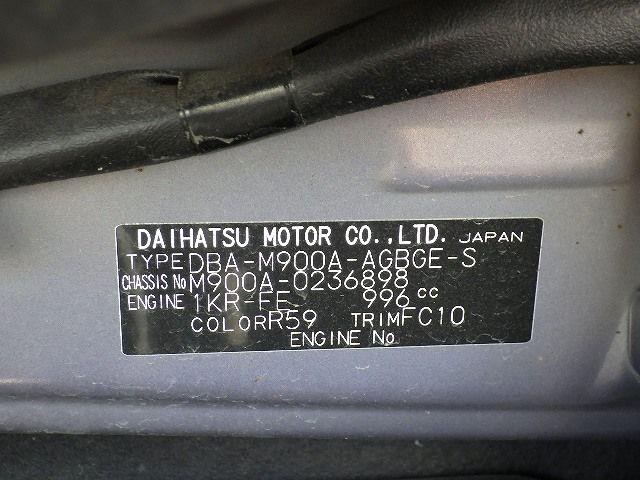 DAIHATSU MOTOR CO.,LTD. JAPAN
TYPE DBA-M900A-AGBGE-S
CHASSIS No M900A-0236898
ENGINE 1KR-FE 996 cc
COLOR R59 TRIM FC10
ENGINE No